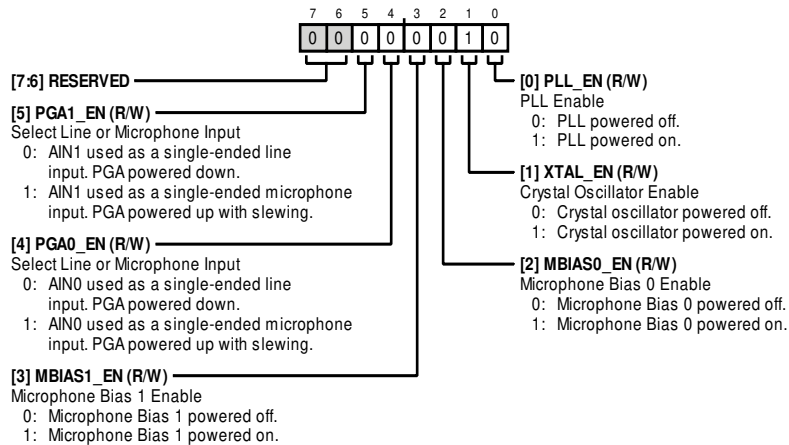 7 6 5 4 3 2 1 0
0 0 0 0 0 0 1 0
[7:6] RESERVED
[5] PGA1_EN (R/W)
Select Line or Microphone Input
0: AIN1 used as a single-ended line
input. PGA powered down.
1: AIN1 used as a single-ended microphone
input. PGA powered up with slewing.
[4] PGA0_EN (R/W)
Select Line or Microphone Input
0: AIN0 used as a single-ended line
input. PGA powered down.
1: AIN0 used as a single-ended microphone
input. PGA powered up with slewing.
[3] MBIAS1_EN (R/W)
Microphone Bias 1 Enable
0: Microphone Bias 1 powered off.
1: Microphone Bias 1 powered on.
[0] PLL_EN (R/W)
PLL Enable
0: PLL powered off.
1: PLL powered on.
[1] XTAL_EN (R/W)
Crystal Oscillator Enable
0: Crystal oscillator powered off.
1: Crystal oscillator powered on.
[2] MBIAS0_EN (R/W)
Microphone Bias 0 Enable
0: Microphone Bias 0 powered off.
1: Microphone Bias 0 powered on.